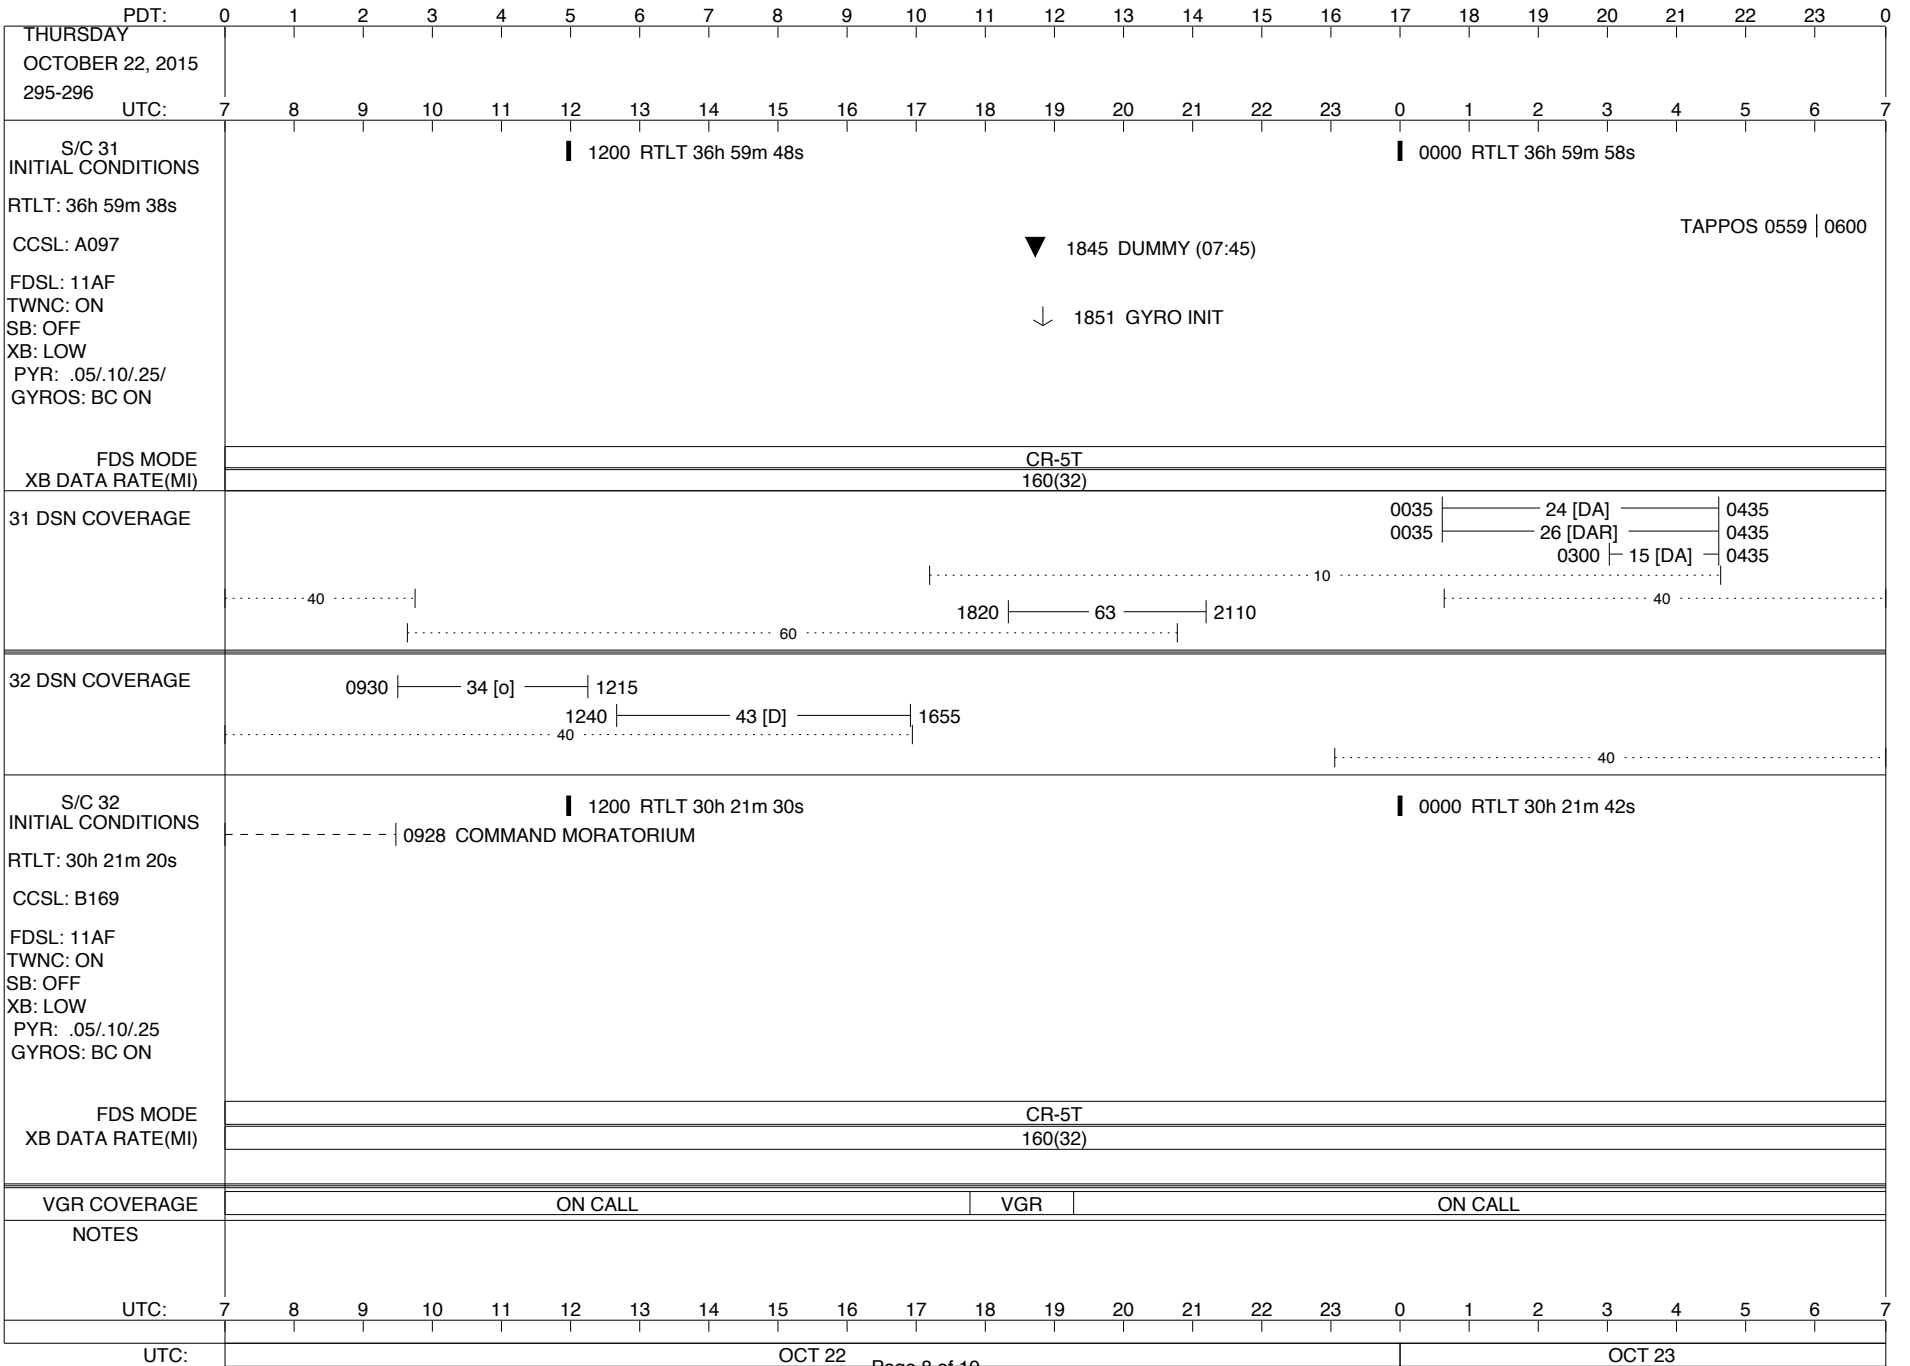 PDT: 0 1 2 3 4 5 6 7 8 9 10 11 12 13 14 15 16 17 18 19 20 21 22 23 0
THURSDAY
OCTOBER 22, 2015
295-296
UTC: 7 8 9 10 11 12 13 14 15 16 17 18 19 20 21 22 23 0 1 2 3 4 5 6 7
S/C 31
INITIAL CONDITIONS
1200 RTLT 36h 59m 48s
0000 RTLT 36h 59m 58s
RTLT: 36h 59m 38s
TAPPOS 0559 0600
CCSL: A097
1845 DUMMY (07:45)
FDSL: 11AF
TWNC: ON
1851 GYRO INIT
SB: OFF
XB: LOW
PYR: .05/.10/.25/
GYROS: BC ON
FDS MODE CR-5T
XB DATA RATE(MI) 160(32)
31 DSN COVERAGE
0035 24 [DA] 0435
0035 26 [DAR] 0435
0300 15 [DA] 0435
10
40 40
1820 63 2110
60
32 DSN COVERAGE
0930 34 [o] 1215
1240 43 [D] 1655
40
40
S/C 32
INITIAL CONDITIONS
1200 RTLT 30h 21m 30s
0000 RTLT 30h 21m 42s
0928 COMMAND MORATORIUM
RTLT: 30h 21m 20s
CCSL: B169
FDSL: 11AF
TWNC: ON
SB: OFF
XB: LOW
PYR: .05/.10/.25
GYROS: BC ON
FDS MODE CR-5T
XB DATA RATE(MI) 160(32)
VGR COVERAGE ON CALL VGR ON CALL
NOTES
UTC: 7 8 9 10 11 12 13 14 15 16 17 18 19 20 21 22 23 0 1 2 3 4 5 6 7
UTC: OCT 22 OCT 23
Page 8 of 10